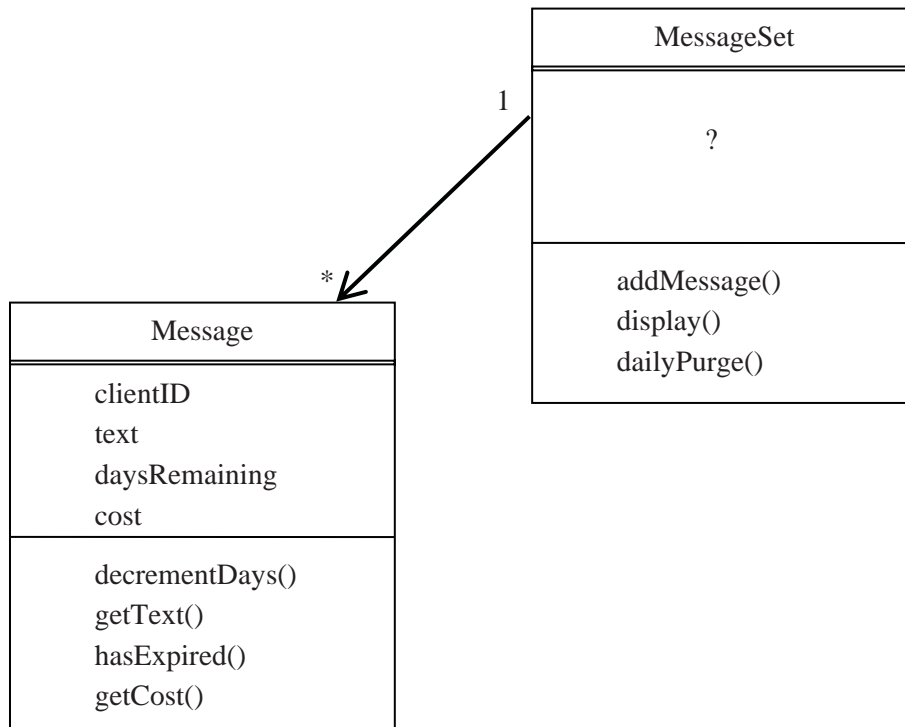 MessageSet
1
?
*
addMessage()
display()
dailyPurge()
Message
clientID
text
daysRemaining
cost
decrementDays()
getText()
hasExpired()
getCost()